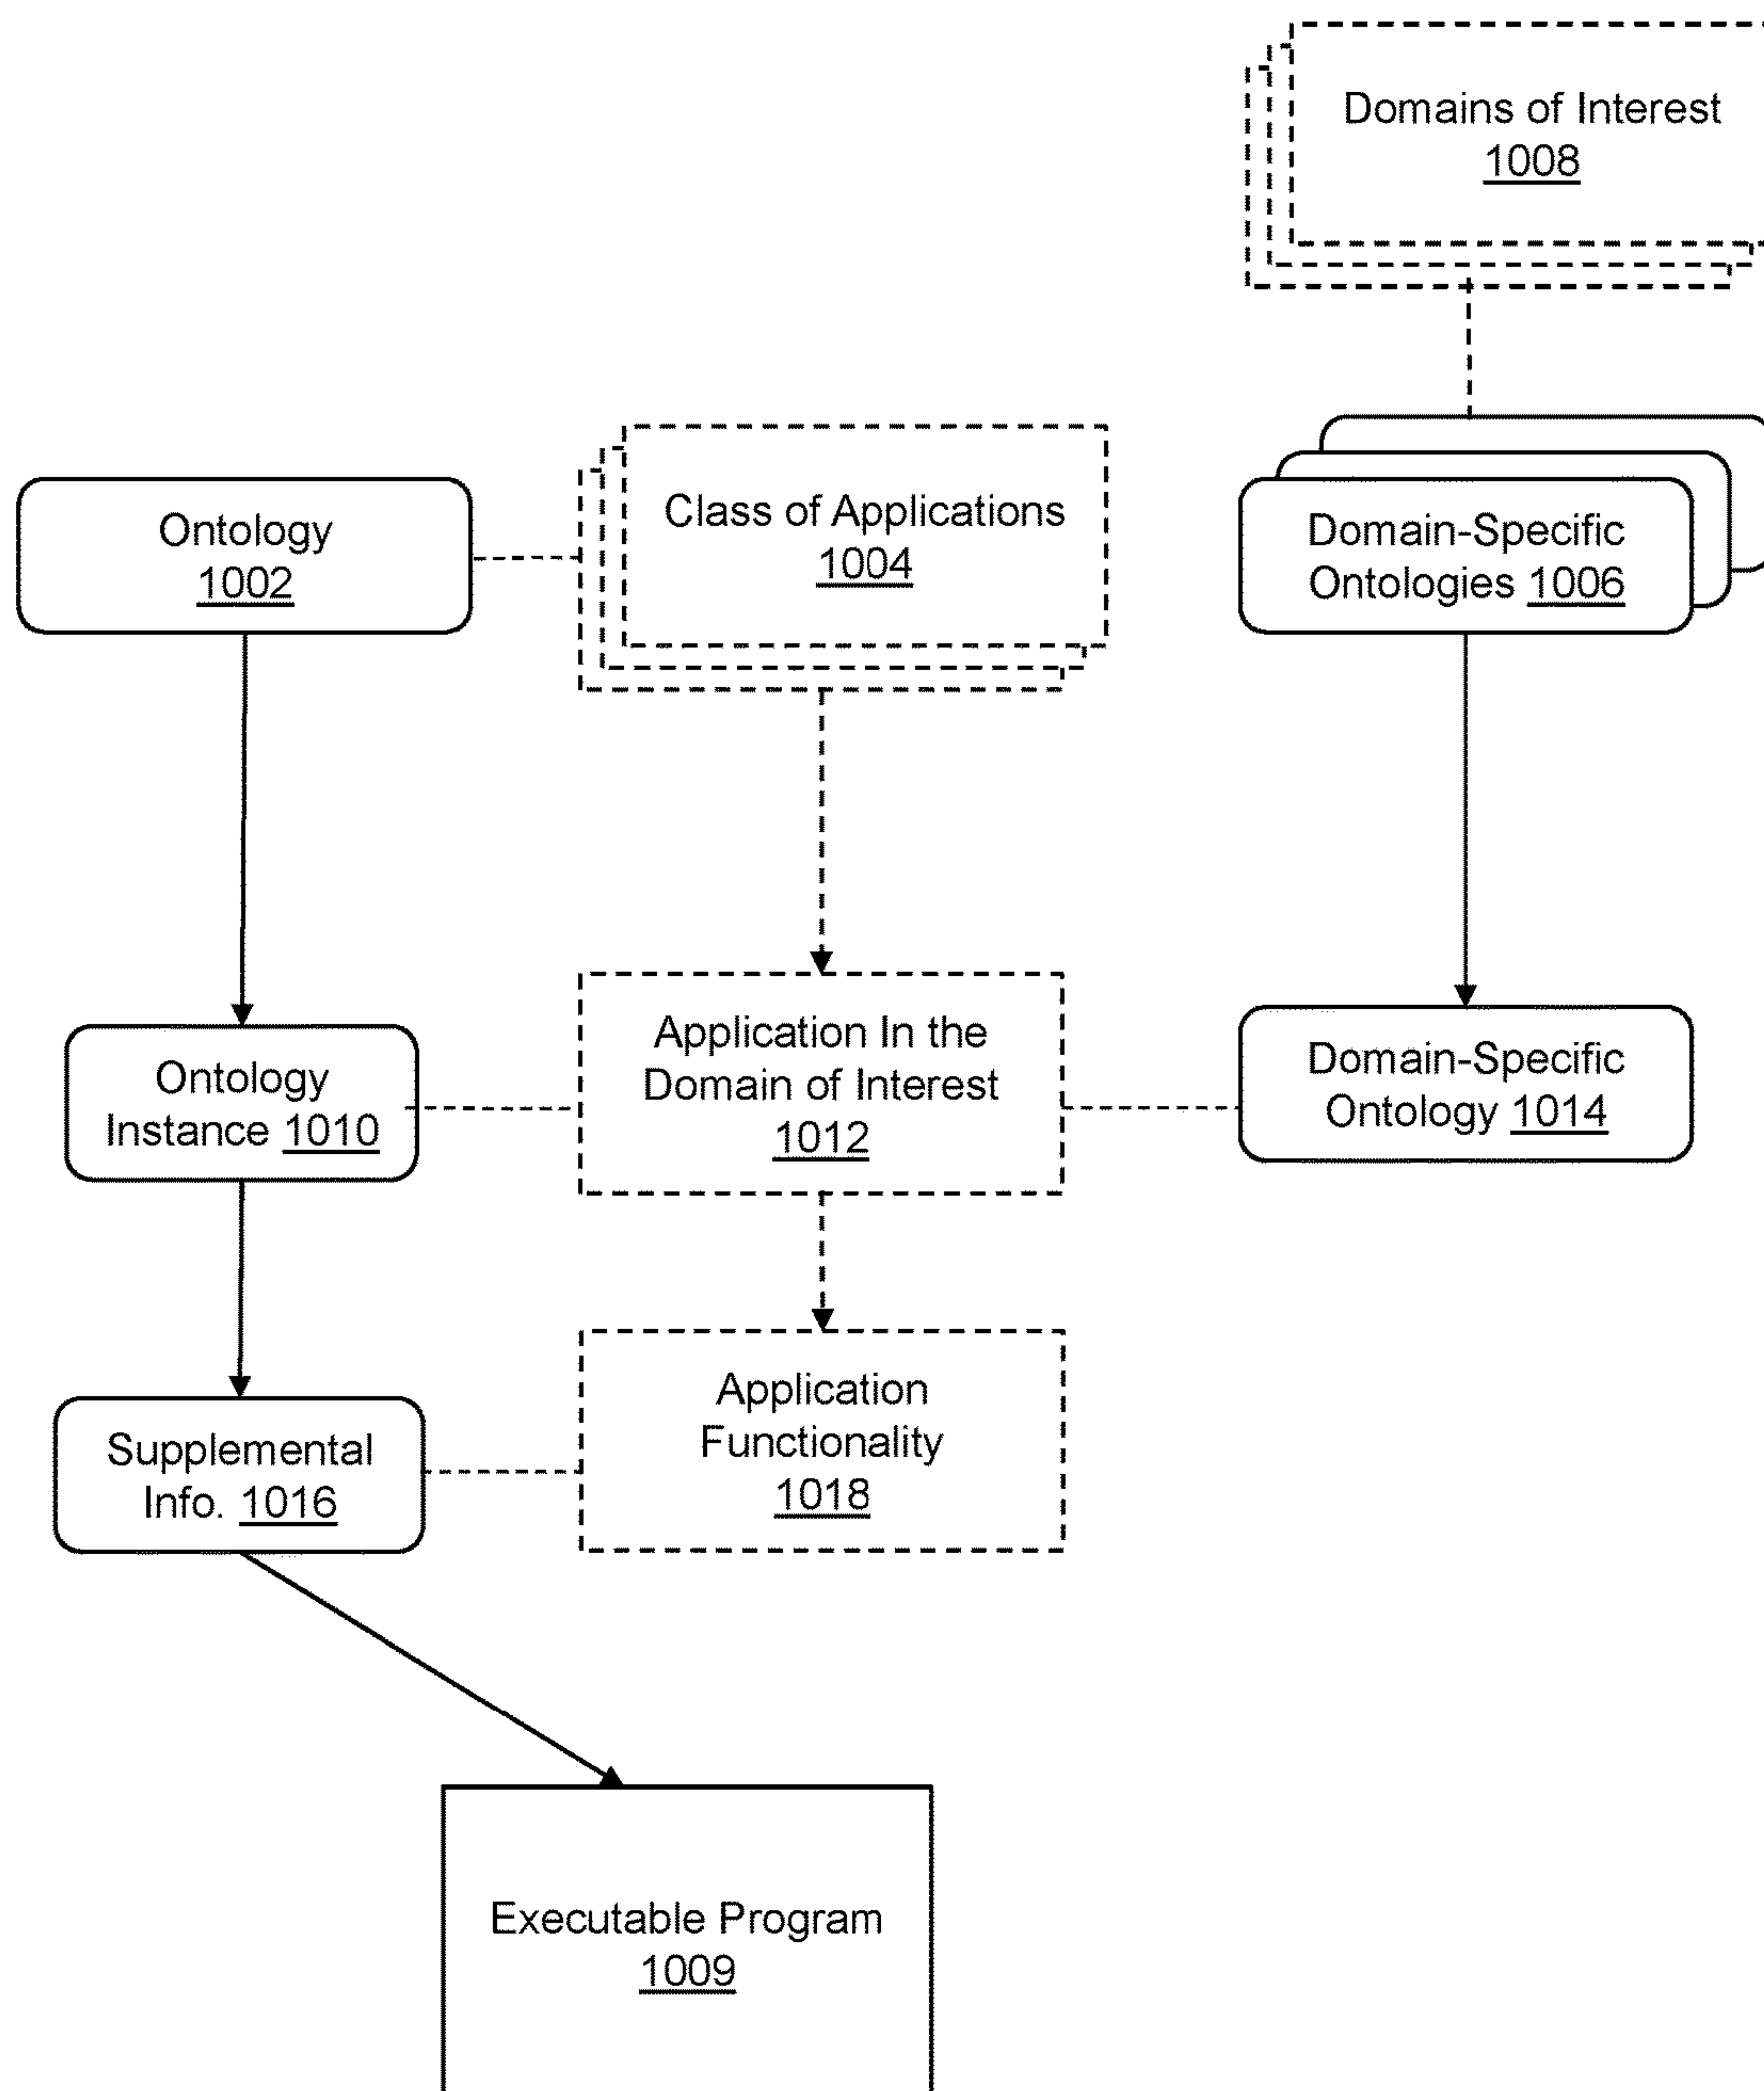 Domains of Interest
1008
Ontology
1002
Class of Applications
1004
Domain-Specific
Ontologies 1006
Ontology
Instance 1010
Application In the
Domain of Interest
1012
Domain-Specific
Ontology 1014
Supplemental
Info. 1016
Application
Functionality
1018
Executable Program
1009